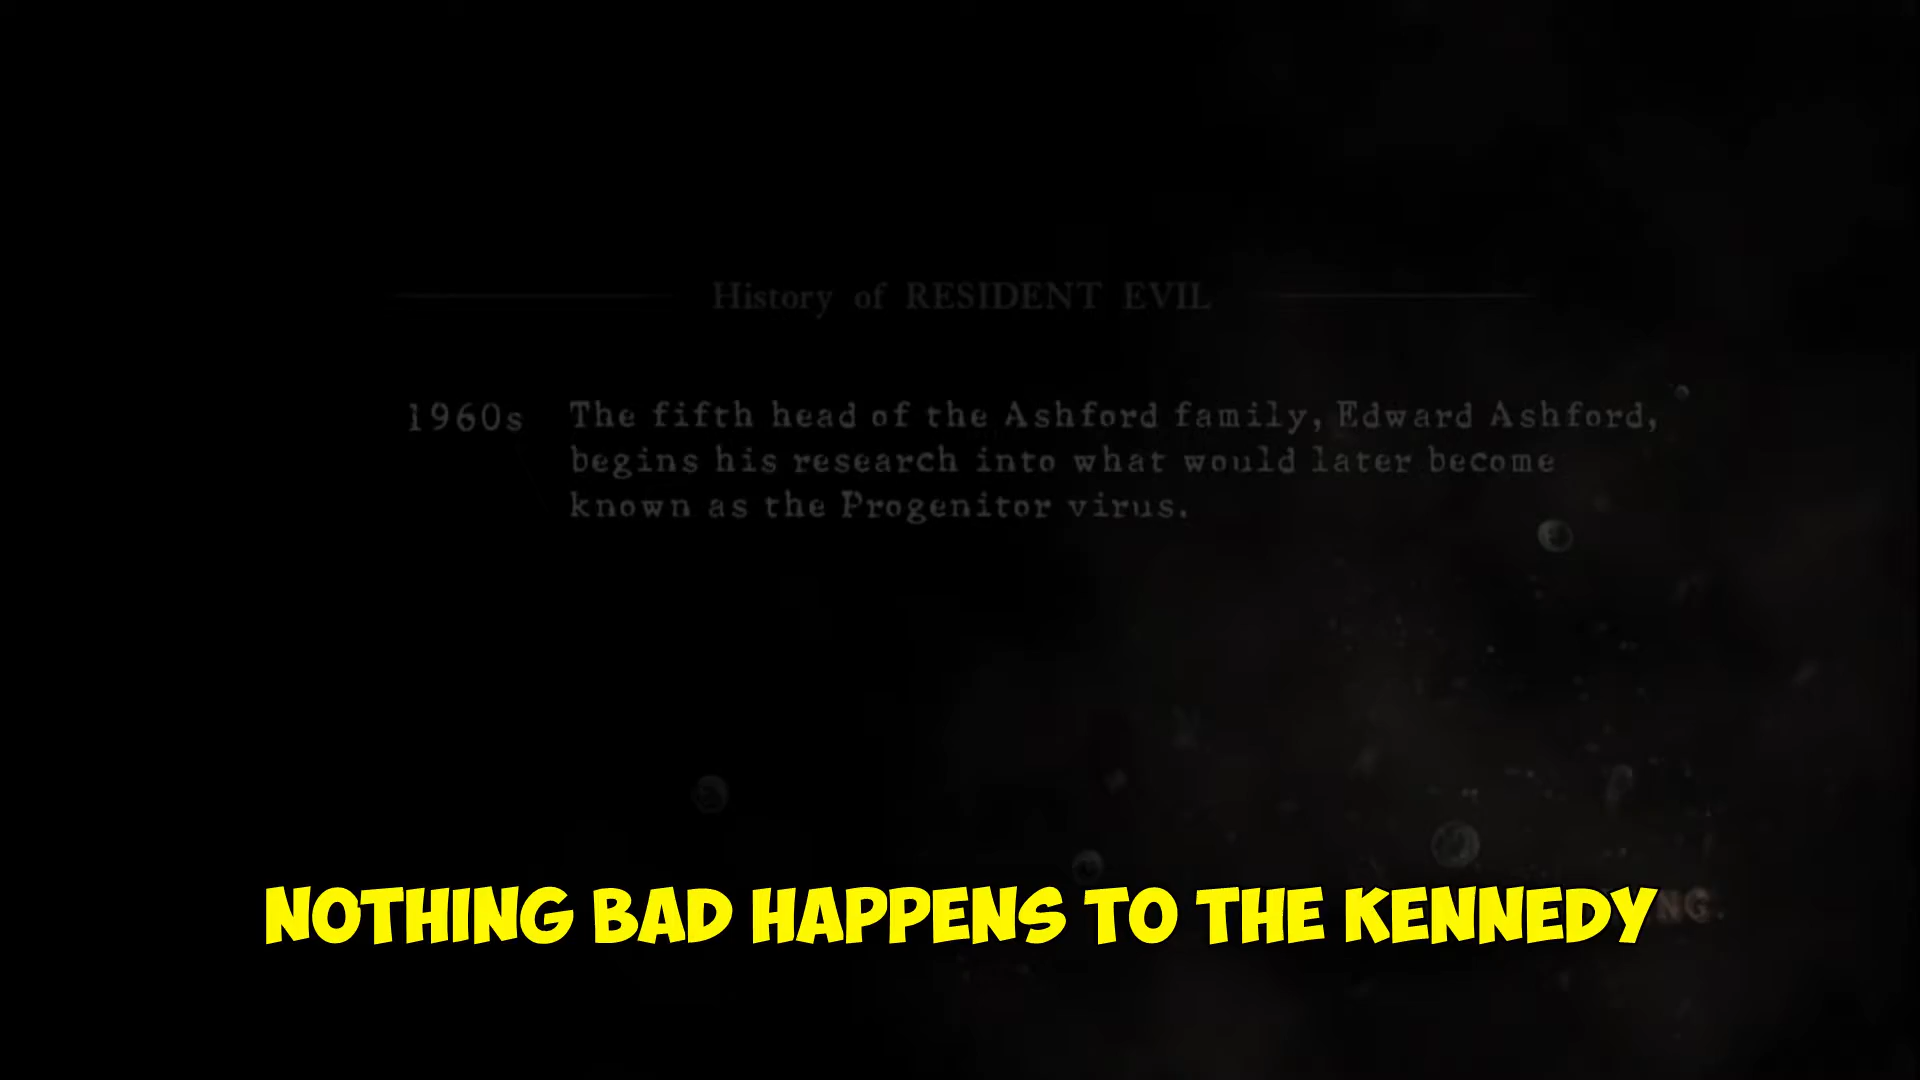 History of RESIDENT EVIL
1960s The fifth head of the Ashford family, Edward Ashford,
begins his research into what would later become
known as the Progenitor virus.
NOTHING BAD HAPPENS TO THE KENNEDY